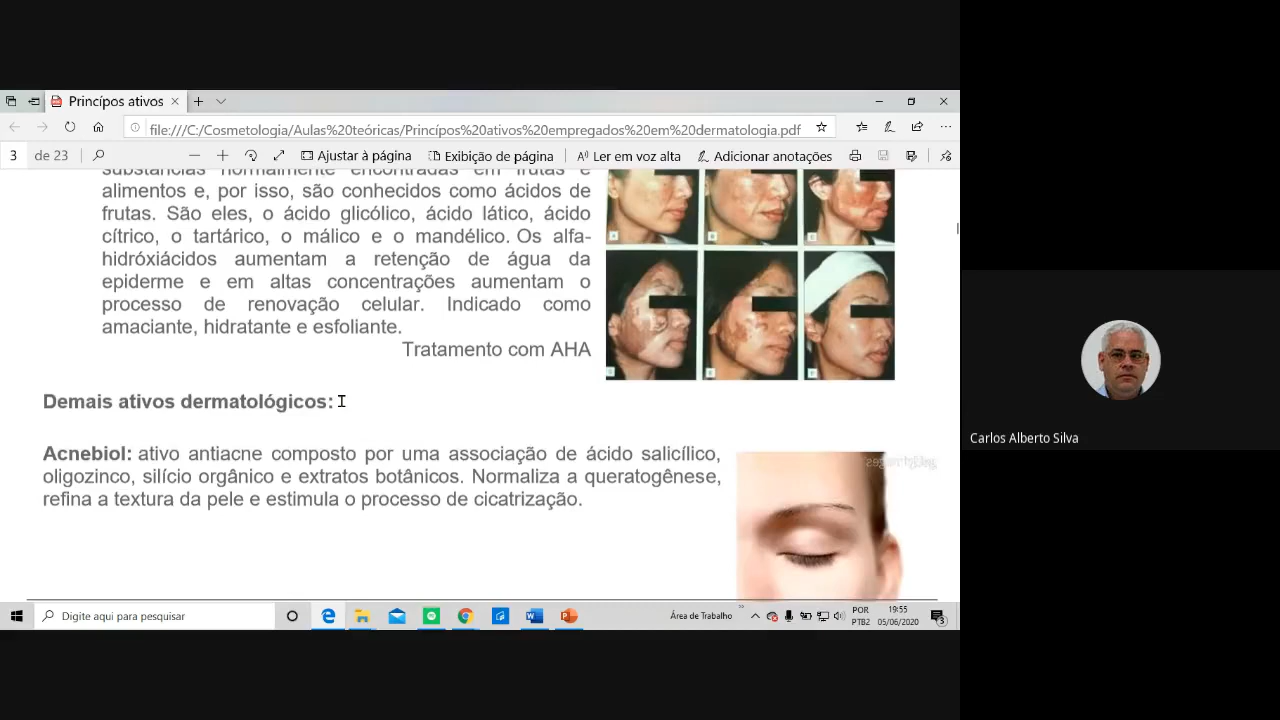 Princípos ativos
file:///C:/Cosmetologia/Aulas%20teóricas/Princípos%20ativos%20empregados%20em%20dermatologia.pdf
3 de 23
Ajustar à página
Exibição de página
Ler em voz alta
Adicionar anotações
substâncias normalmente encontradas em frutas e
alimentos e, por isso, são conhecidos como ácidos de
frutas. São eles, o ácido glicólico, ácido lático, ácido
cítrico, o tartárico, o málico e o mandélico. Os alfa-
hidróxiácidos aumentam a retenção de água da
epiderme e em altas concentrações aumentam o
processo de renovação celular. Indicado como
amaciante, hidratante e esfoliante.
Tratamento com AHA
Demais ativos dermatológicos:
Acnebiol: ativo antiacne composto por uma associação de ácido salicílico,
oligozinco, silício orgânico e extratos botânicos. Normaliza a queratogênese,
refina a textura da pele e estimula o processo de cicatrização.
Carlos Alberto Silva
Digite aqui para pesquisar
Área de Trabalho
POR
PTB2
19:55
05/06/2020
3